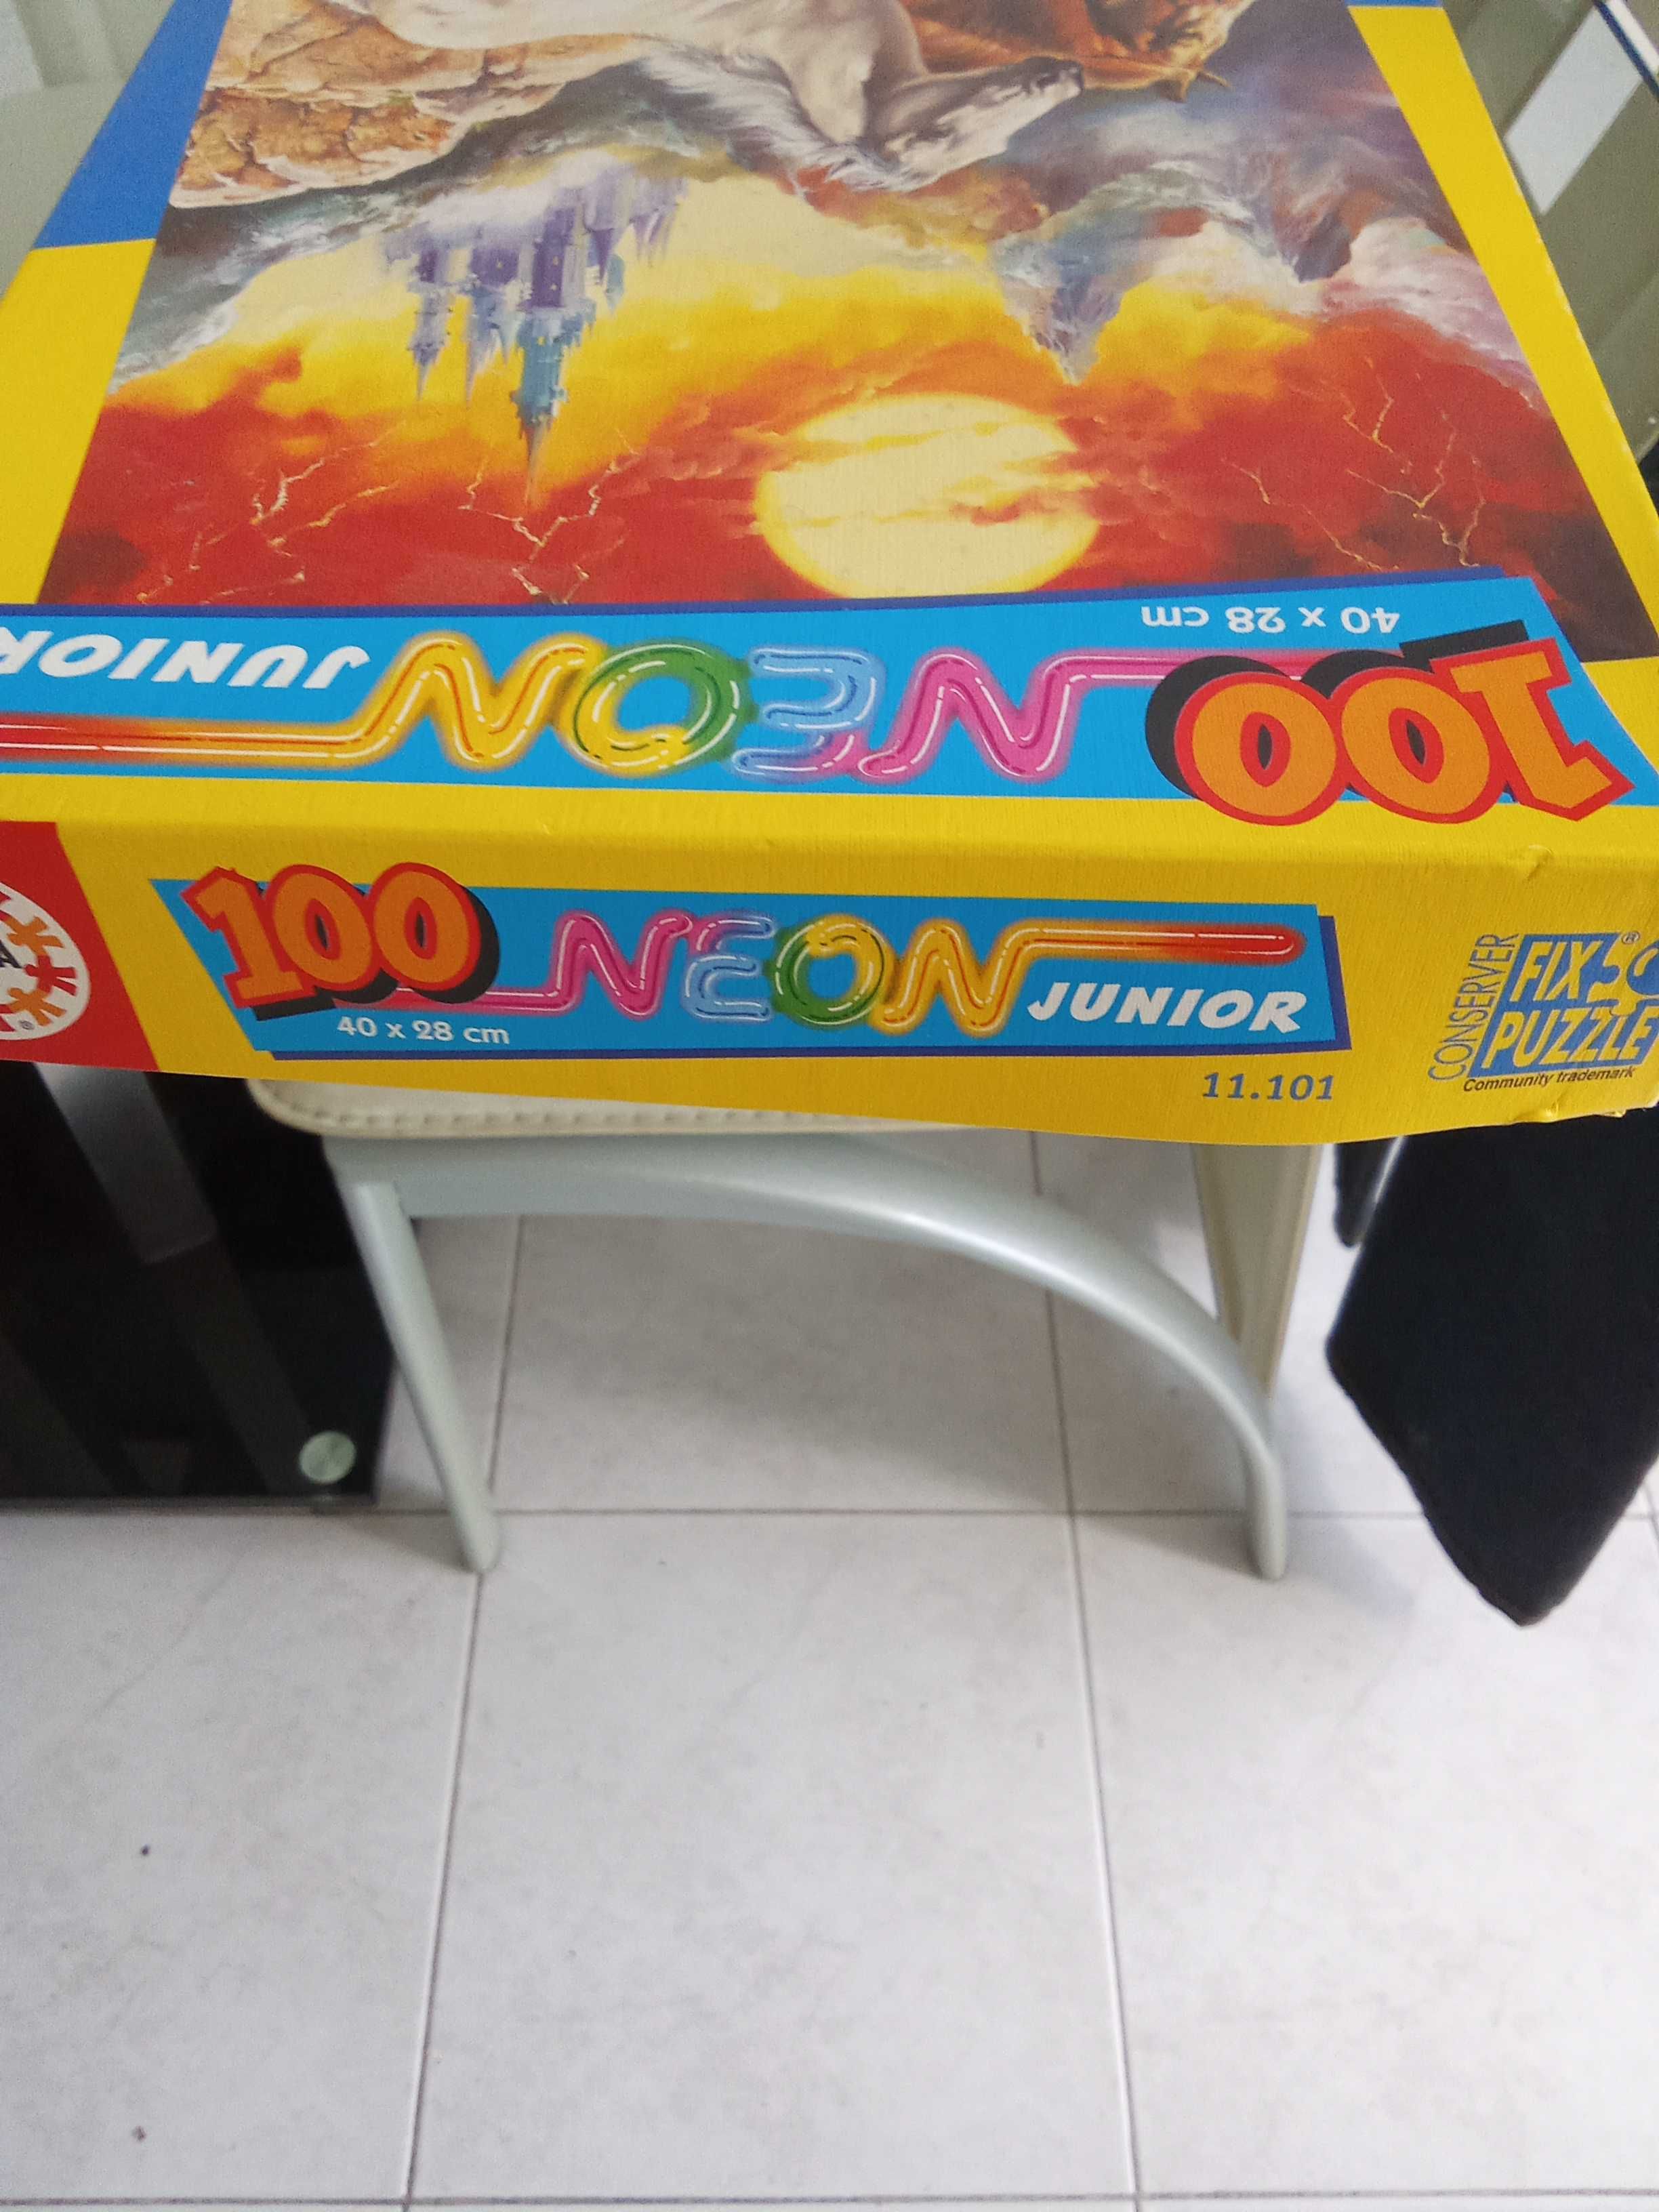 40 x 28 cm
100 NEON JUNIOR
100 NEON JUNIOR
40 x 28 cm
11.101
CONSERVER
FIX
PUZZLE
Community trademark